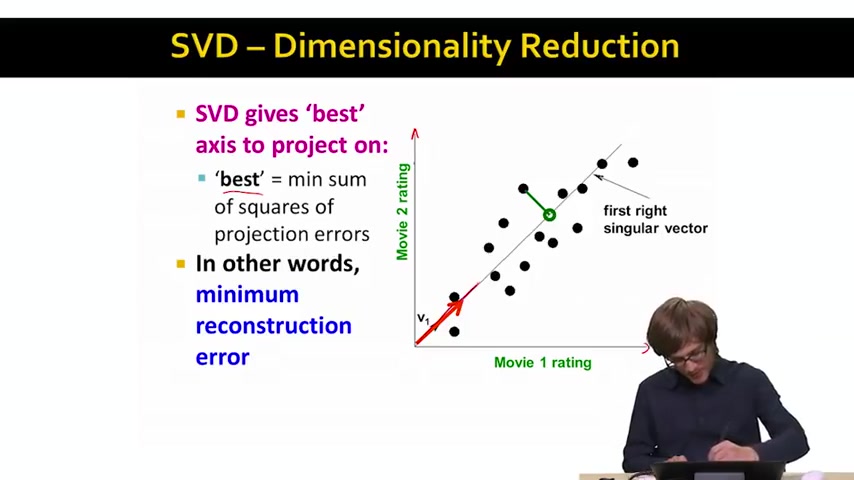 SVD – Dimensionality Reduction
SVD gives ‘best’
axis to project on:
‘best’ = min sum
of squares of
projection errors
In other words,
minimum
reconstruction
error
Movie 2 rating
first right
singular vector
v1
Movie 1 rating